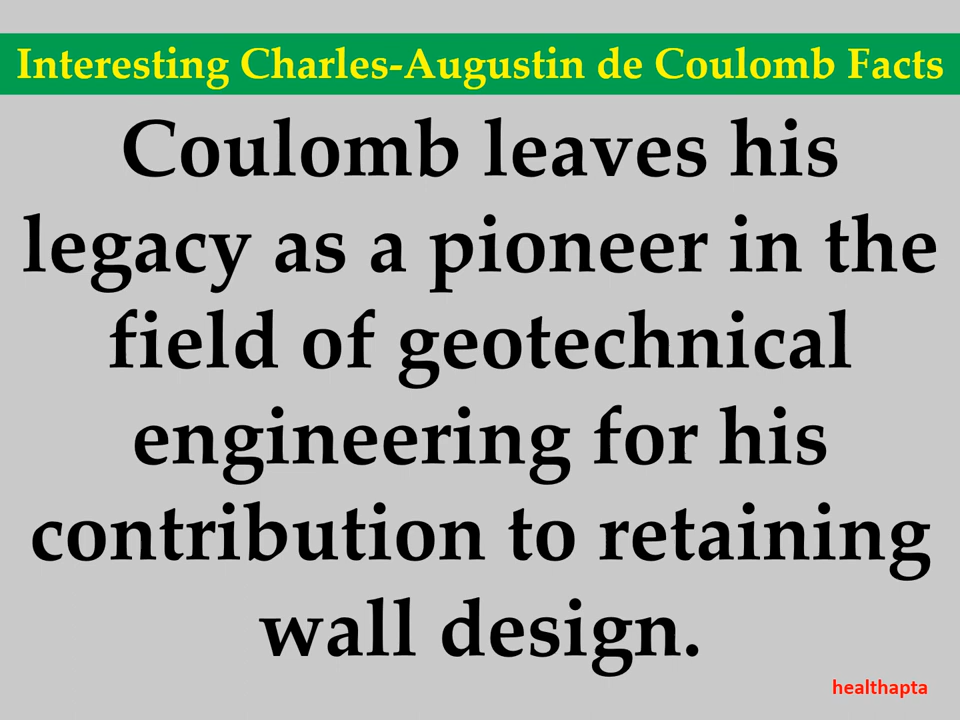 Interesting Charles-Augustin de Coulomb Facts
Coulomb leaves his
legacy as a pioneer in the
field of geotechnical
engineering for his
contribution to retaining
wall design.
healthapta